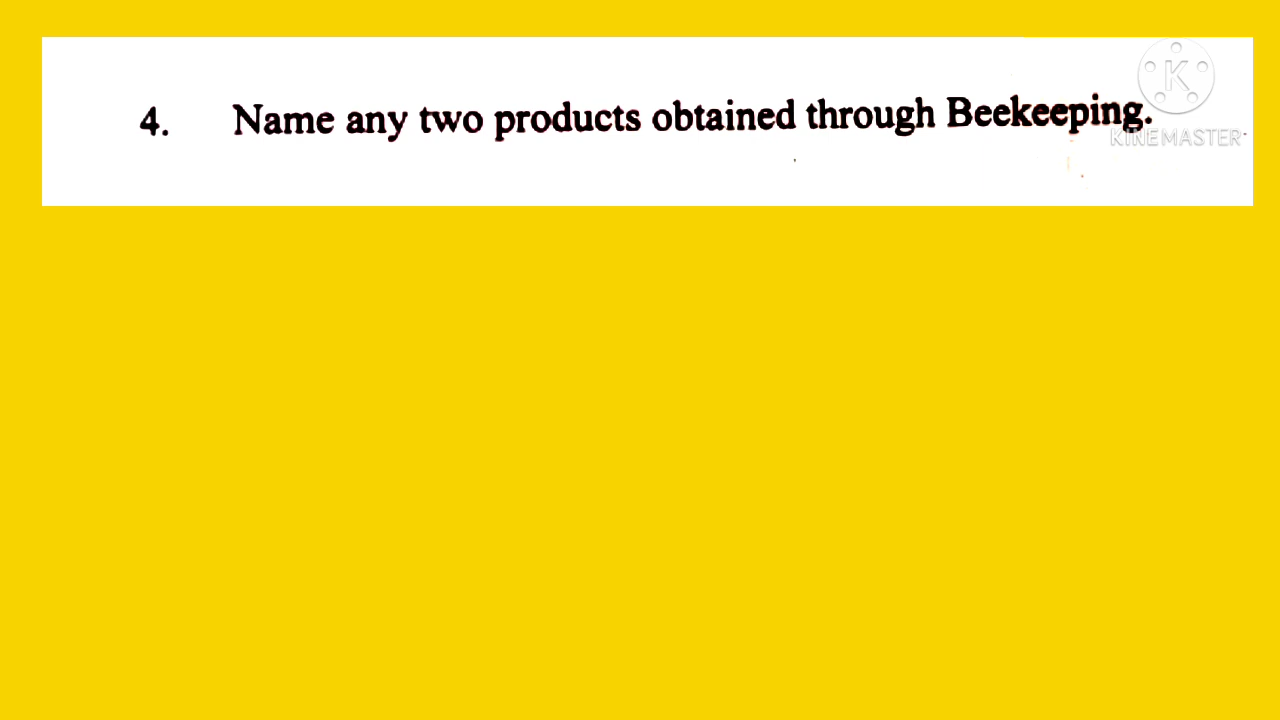 4. Name any two products obtained through Beekeeping.
K
KINEMASTER